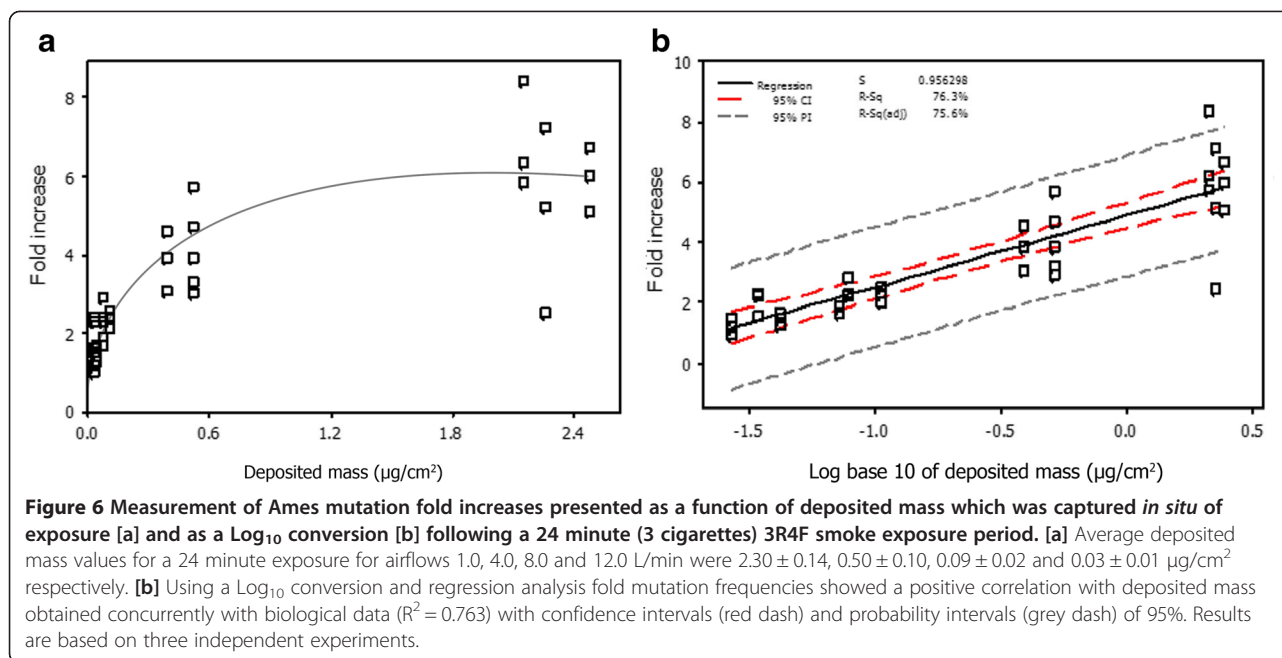 a
8
6
4
2
0
Fold increase
0.0 0.6 1.2 1.8 2.4
Deposited mass (µg/cm²)
b
10
8
6
4
2
0
Fold increase
Regression
95% CI
95% PI
S 0.956298
R-Sq 76.3%
R-Sq(adj) 75.6%
-1.5 -1.0 -0.5 0.0 0.5
Log base 10 of deposited mass (µg/cm²)
Figure 6 Measurement of Ames mutation fold increases presented as a function of deposited mass which was captured in situ of
exposure [a] and as a Log₁₀ conversion [b] following a 24 minute (3 cigarettes) 3R4F smoke exposure period. [a] Average deposited
mass values for a 24 minute exposure for airflows 1.0, 4.0, 8.0 and 12.0 L/min were 2.30 ± 0.14, 0.50 ± 0.10, 0.09 ± 0.02 and 0.03 ± 0.01 µg/cm²
respectively. [b] Using a Log₁₀ conversion and regression analysis fold mutation frequencies showed a positive correlation with deposited mass
obtained concurrently with biological data (R² = 0.763) with confidence intervals (red dash) and probability intervals (grey dash) of 95%. Results
are based on three independent experiments.